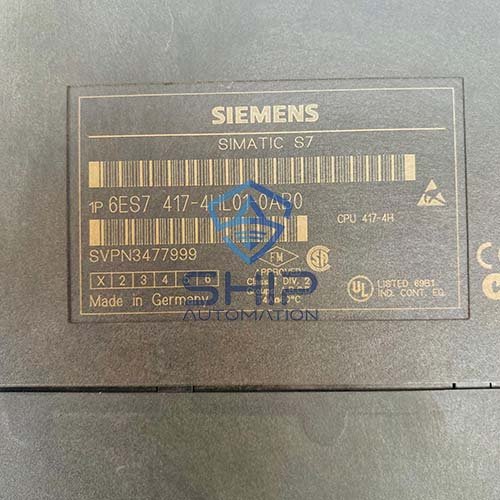 SIEMENS
SIMATIC S7
1P 6ES7 417-4HL01-0AB0
CPU 417-4H
SVPN3477999
FM
APPROVED
X 2 3 4 5 6
Made in Germany
UL LISTED 69B1
IND. CONT. EQ.
SHIP
AUTOMATION